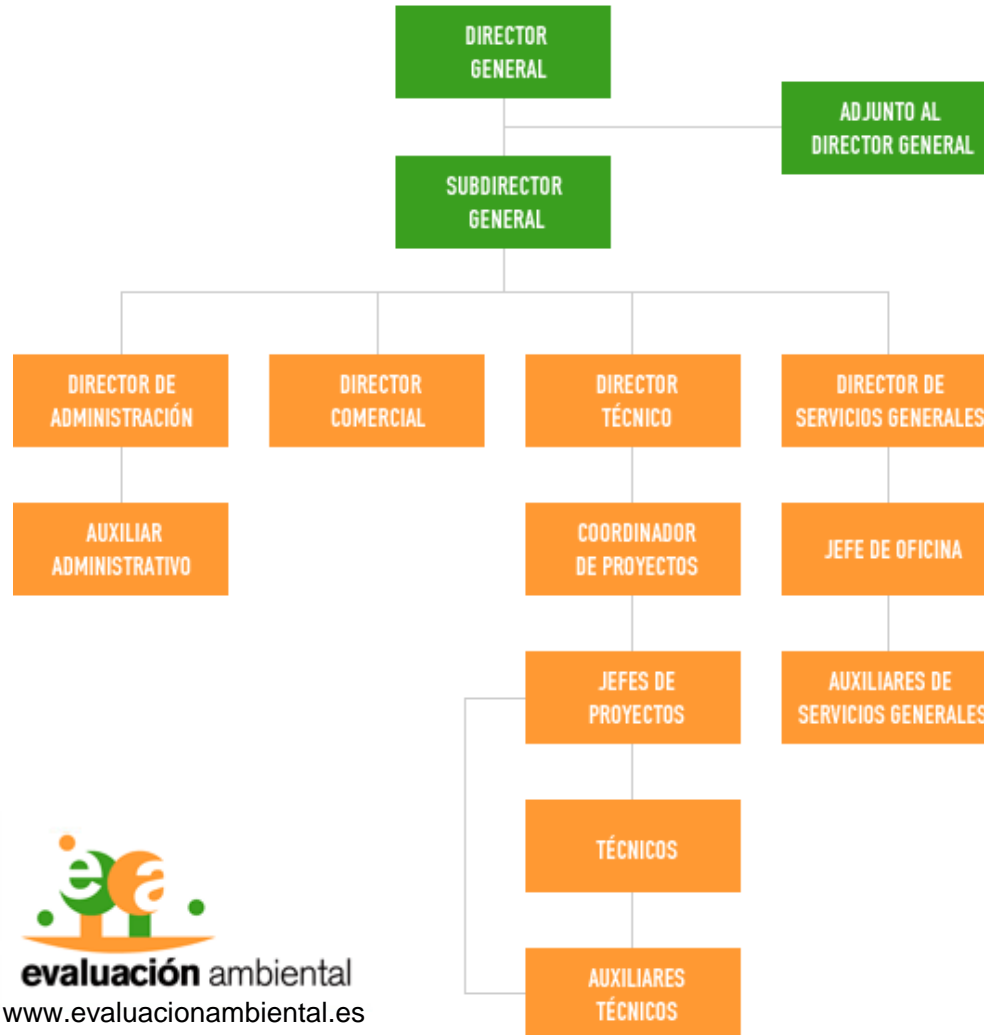 DIRECTOR
GENERAL
ADJUNTO AL
DIRECTOR GENERAL
SUBDIRECTOR
GENERAL
DIRECTOR DE
ADMINISTRACIÓN
DIRECTOR
COMERCIAL
DIRECTOR
TÉCNICO
DIRECTOR DE
SERVICIOS GENERALES
AUXILIAR
ADMINISTRATIVO
COORDINADOR
DE PROYECTOS
JEFE DE OFICINA
JEFES DE
PROYECTOS
AUXILIARES DE
SERVICIOS GENERALES
TÉCNICOS
AUXILIARES
TÉCNICOS
ea
evaluación ambiental
www.evaluacionambiental.es